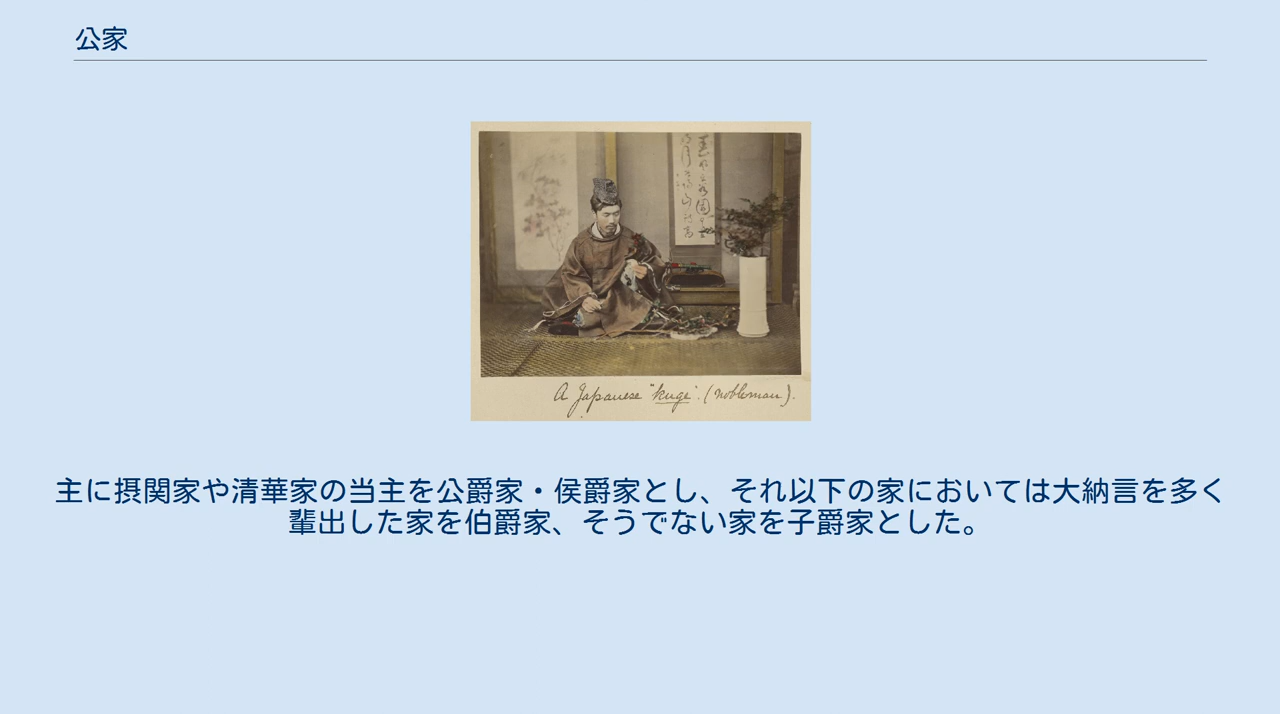 公家
A Japanese "kuge". (nobleman).
主に摂関家や清華家の当主を公爵家・侯爵家とし、それ以下の家においては大納言を多く
輩出した家を伯爵家、そうでない家を子爵家とした。